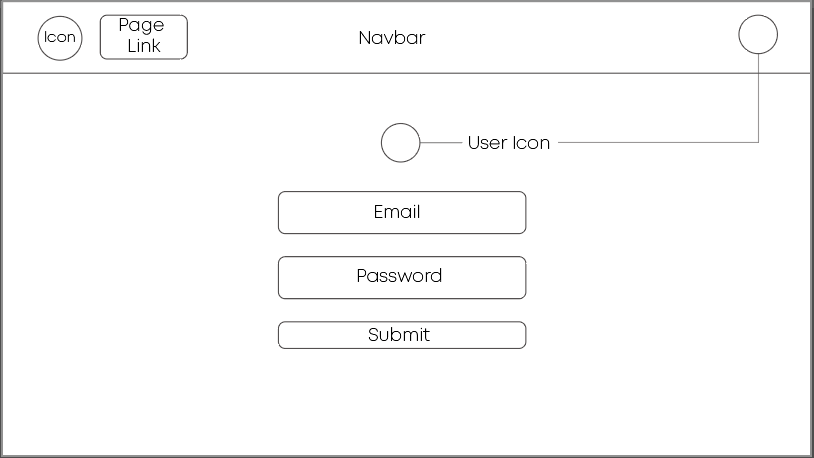 Icon
Page
Link
Navbar
User Icon
Email
Password
Submit